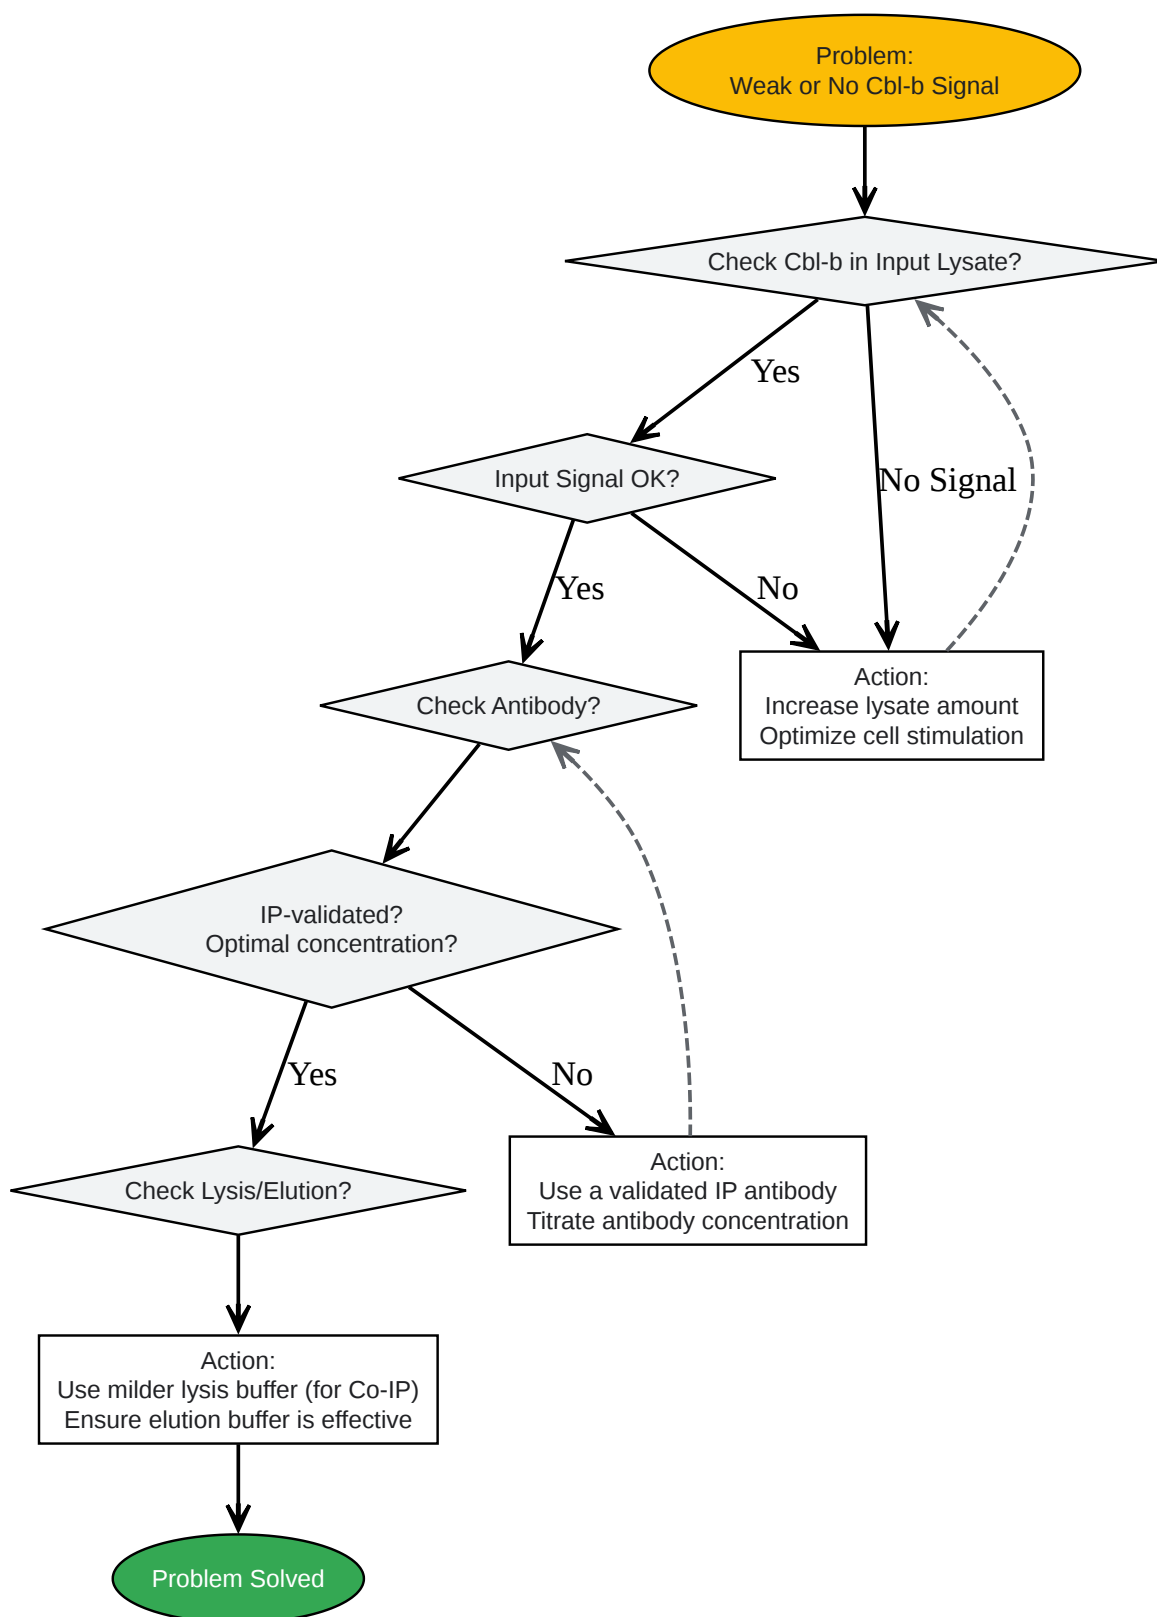 Problem:
Weak or No Cbl-b Signal
Check Cbl-b in Input Lysate?
Yes
No Signal
Input Signal OK?
Yes
No
Action:
Increase lysate amount
Optimize cell stimulation
Check Antibody?
IP-validated?
Optimal concentration?
Yes
No
Action:
Use a validated IP antibody
Titrate antibody concentration
Check Lysis/Elution?
Action:
Use milder lysis buffer (for Co-IP)
Ensure elution buffer is effective
Problem Solved